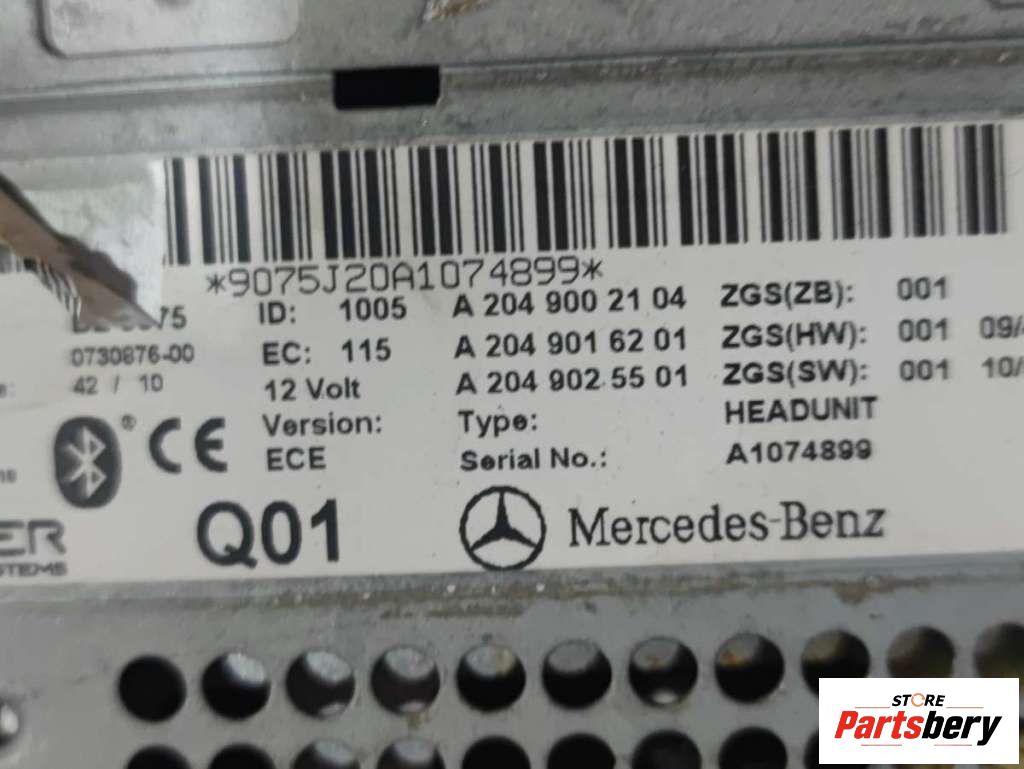 *9075J20A1074899*
ID: 1005 A 204 900 21 04 ZGS(ZB): 001
0730876-00 EC: 115 A 204 901 62 01 ZGS(HW): 001 09/
42 / 10 12 Volt A 204 902 55 01 ZGS(SW): 001 10/
Version: Type: HEADUNIT
® CE ECE Serial No.: A1074899
Q01 Mercedes-Benz
STORE
Partsbery